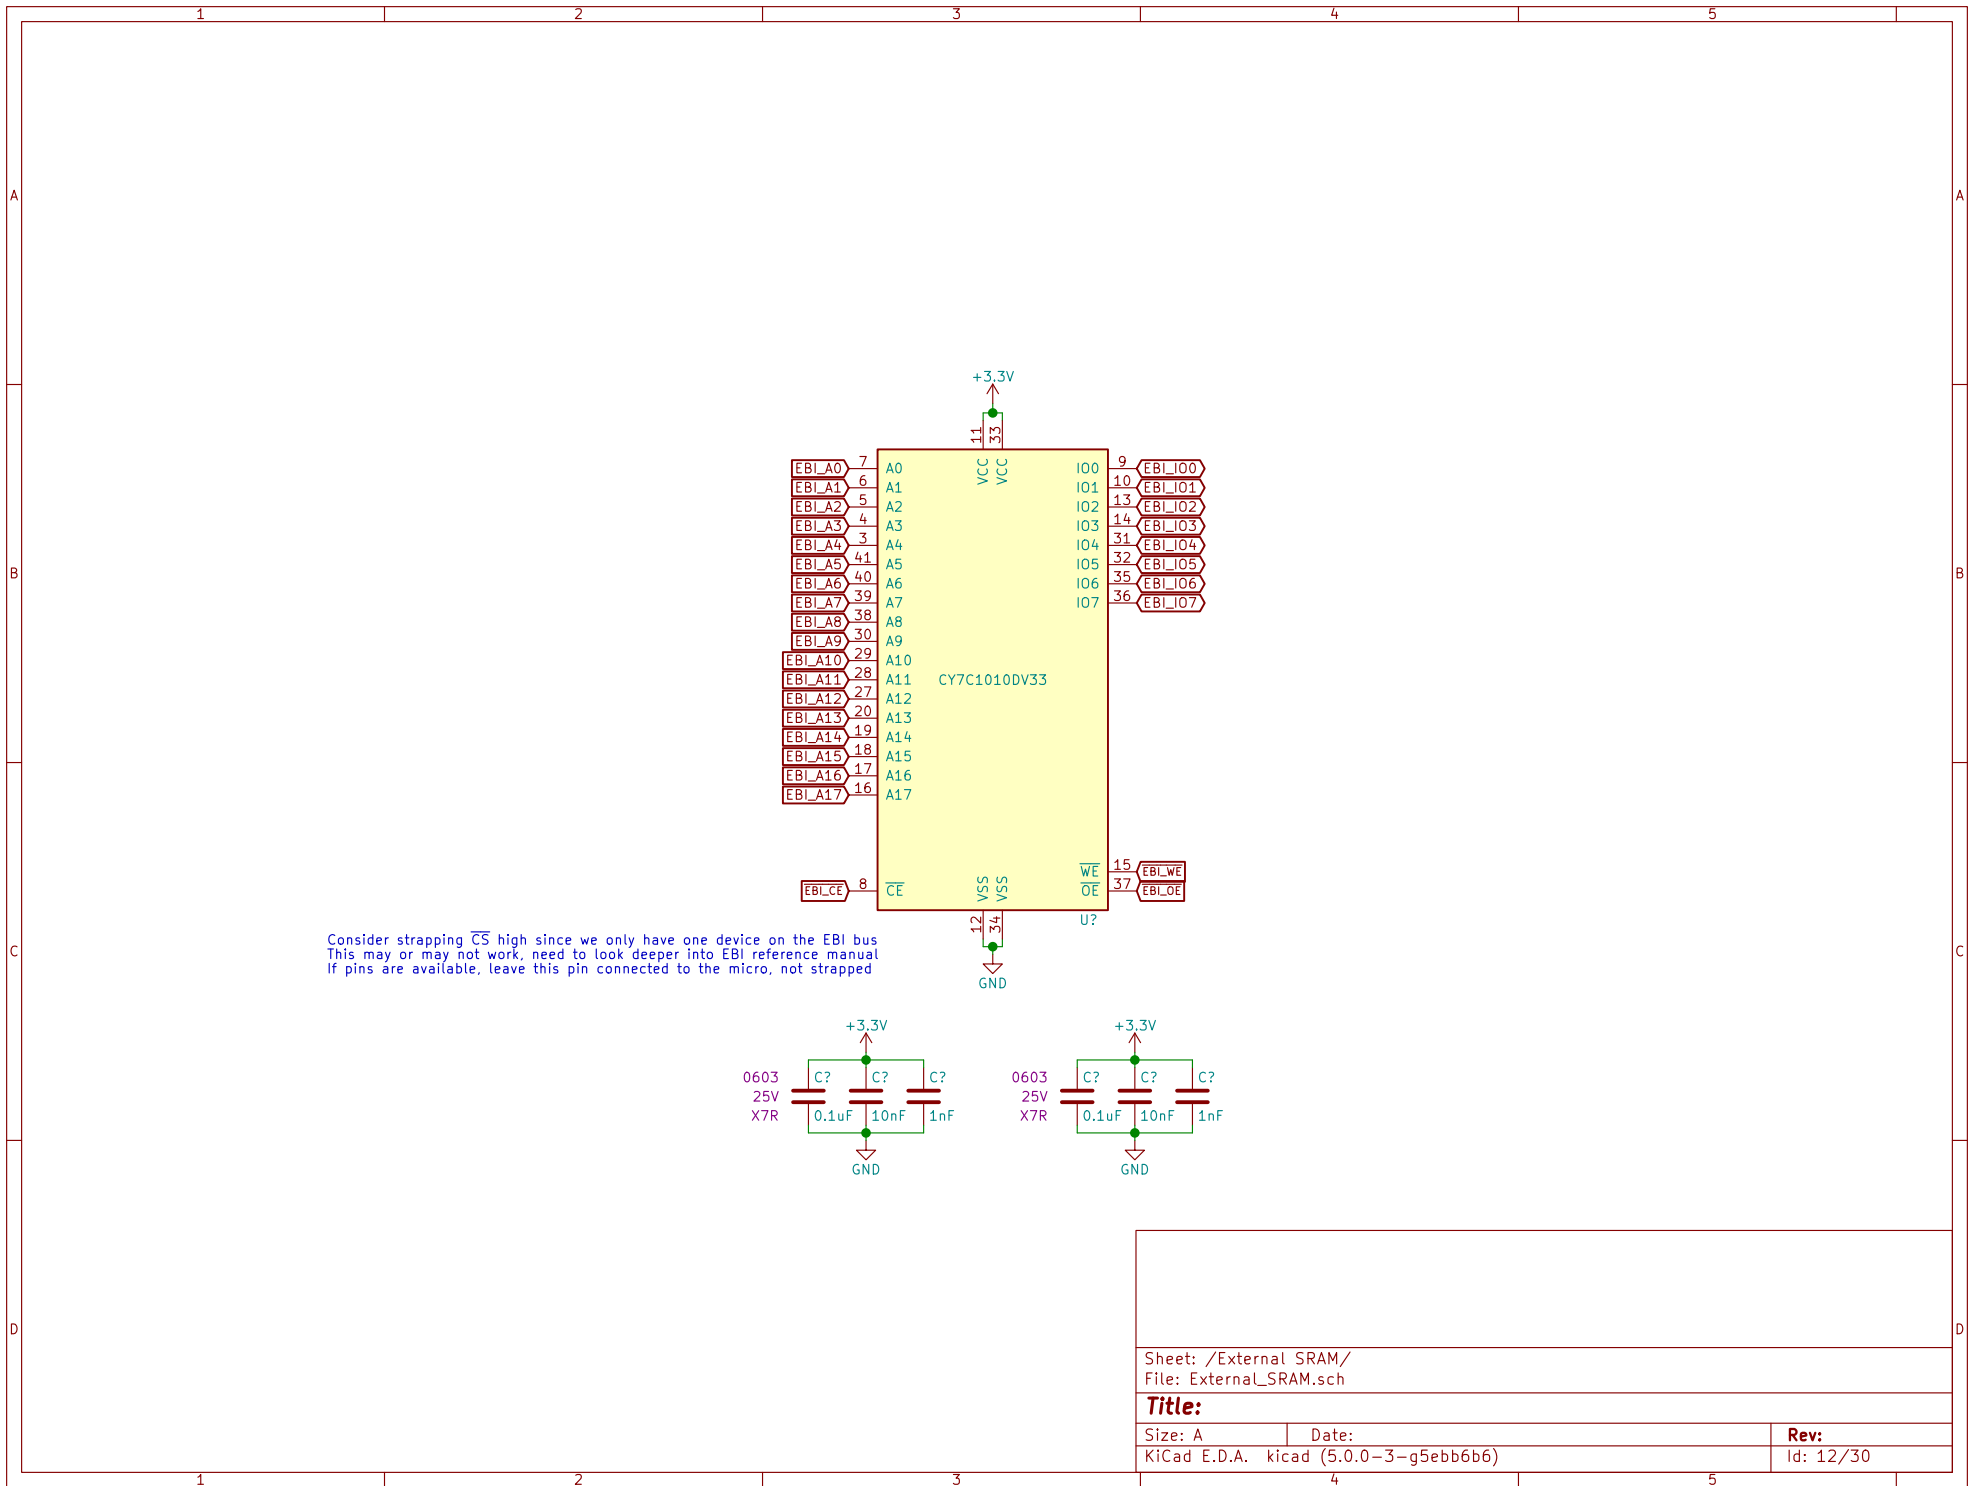 1 2 3 4 5
A A
B B
C C
D D
+3.3V
11 33
VCC VCC
EBI_A0 7 A0 IO0 9 EBI_IO0
EBI_A1 6 A1 IO1 10 EBI_IO1
EBI_A2 5 A2 IO2 13 EBI_IO2
EBI_A3 4 A3 IO3 14 EBI_IO3
EBI_A4 3 A4 IO4 31 EBI_IO4
EBI_A5 41 A5 IO5 32 EBI_IO5
EBI_A6 40 A6 IO6 35 EBI_IO6
EBI_A7 39 A7 IO7 36 EBI_IO7
EBI_A8 38 A8
EBI_A9 30 A9
EBI_A10 29 A10
EBI_A11 28 A11
CY7C1010DV33
EBI_A12 27 A12
EBI_A13 20 A13
EBI_A14 19 A14
EBI_A15 18 A15
EBI_A16 17 A16
EBI_A17 16 A17
WE 15 EBI_WE
EBI_CE 8 CE OE 37 EBI_OE
VSS VSS
12 34
U?
GND
Consider strapping CS high since we only have one device on the EBI bus
This may or may not work, need to look deeper into EBI reference manual
If pins are available, leave this pin connected to the micro, not strapped
+3.3V +3.3V
0603 C? C? C? 0603 C? C? C?
25V 25V
X7R 0.1uF 10nF 1nF X7R 0.1uF 10nF 1nF
GND GND
Sheet: /External SRAM/
File: External_SRAM.sch
Title:
Size: A Date: Rev:
KiCad E.D.A. kicad (5.0.0-3-g5ebb6b6) Id: 12/30
1 2 3 4 5